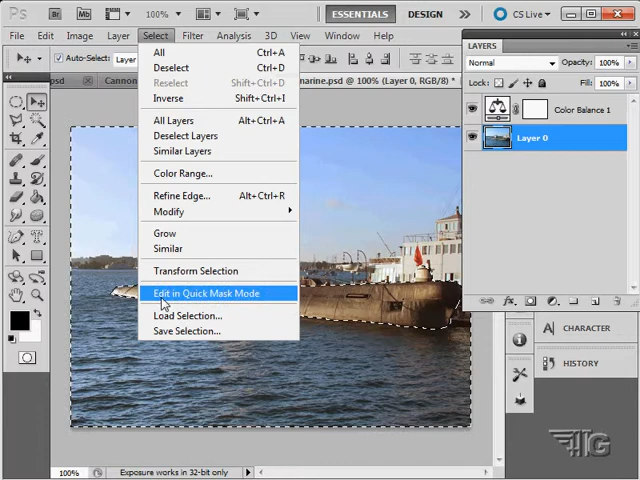 Ps
100%
ESSENTIALS
DESIGN
CS Live
File Edit Image Layer Select Filter Analysis 3D View Window Help
Auto-Select: Layer
psd Cannon
marine.psd @ 100% (Layer 0, RGB/8) *
All Ctrl+A
Deselect Ctrl+D
Reselect Shift+Ctrl+D
Inverse Shift+Ctrl+I
All Layers Alt+Ctrl+A
Deselect Layers
Similar Layers
Color Range...
Refine Edge... Alt+Ctrl+R
Modify
Grow
Similar
Transform Selection
Edit in Quick Mask Mode
Load Selection...
Save Selection...
LAYERS
Normal Opacity: 100%
Lock: Fill: 100%
Color Balance 1
Layer 0
fx
CHARACTER
HISTORY
100% Exposure works in 32-bit only